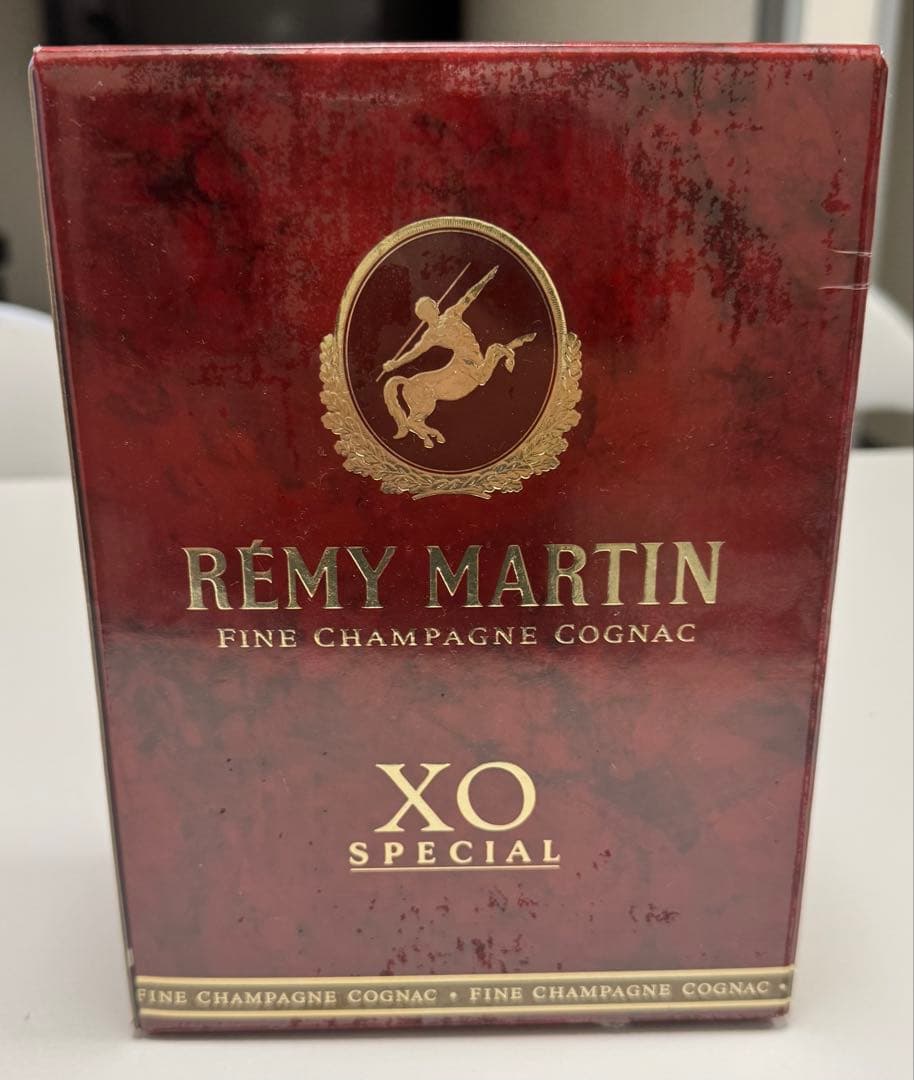 RÉMY MARTIN
FINE CHAMPAGNE COGNAC
XO
SPECIAL
FINE CHAMPAGNE COGNAC • FINE CHAMPAGNE COGNAC •